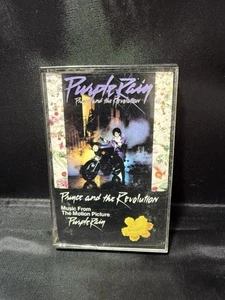 Purple Rain
Prince and the Revolution
Prince and the Revolution
Music From
The Motion Picture
Purple Rain